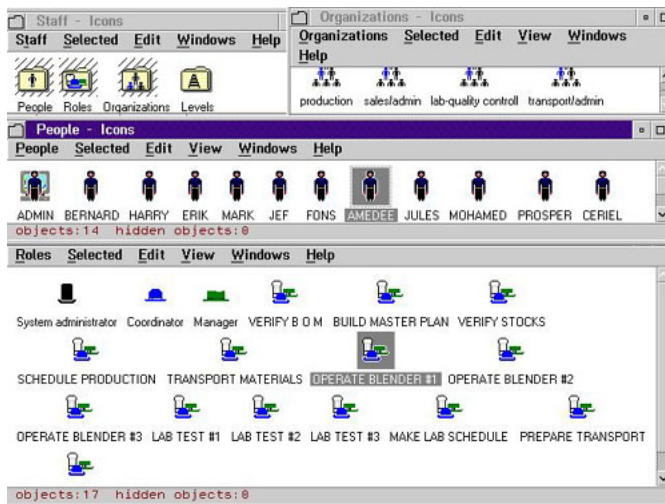 Staff - Icons
Staff Selected Edit Windows Help
People Roles Organizations Levels
Organizations - Icons
Organizations Selected Edit View Windows
Help
production sales/admin lab-quality controll transport/admin
People - Icons
People Selected Edit View Windows Help
ADMIN BERNARD HARRY ERIK MARK JEF FONS AMEDEE JULES MOHAMED PROSPER CERIEL
objects:14 hidden objects:0
Roles Selected Edit View Windows Help
System administrator Coordinator Manager VERIFY B O M BUILD MASTER PLAN VERIFY STOCKS
SCHEDULE PRODUCTION TRANSPORT MATERIALS OPERATE BLENDER #1 OPERATE BLENDER #2
OPERATE BLENDER #3 LAB TEST #1 LAB TEST #2 LAB TEST #3 MAKE LAB SCHEDULE PREPARE TRANSPORT
objects:17 hidden objects:0